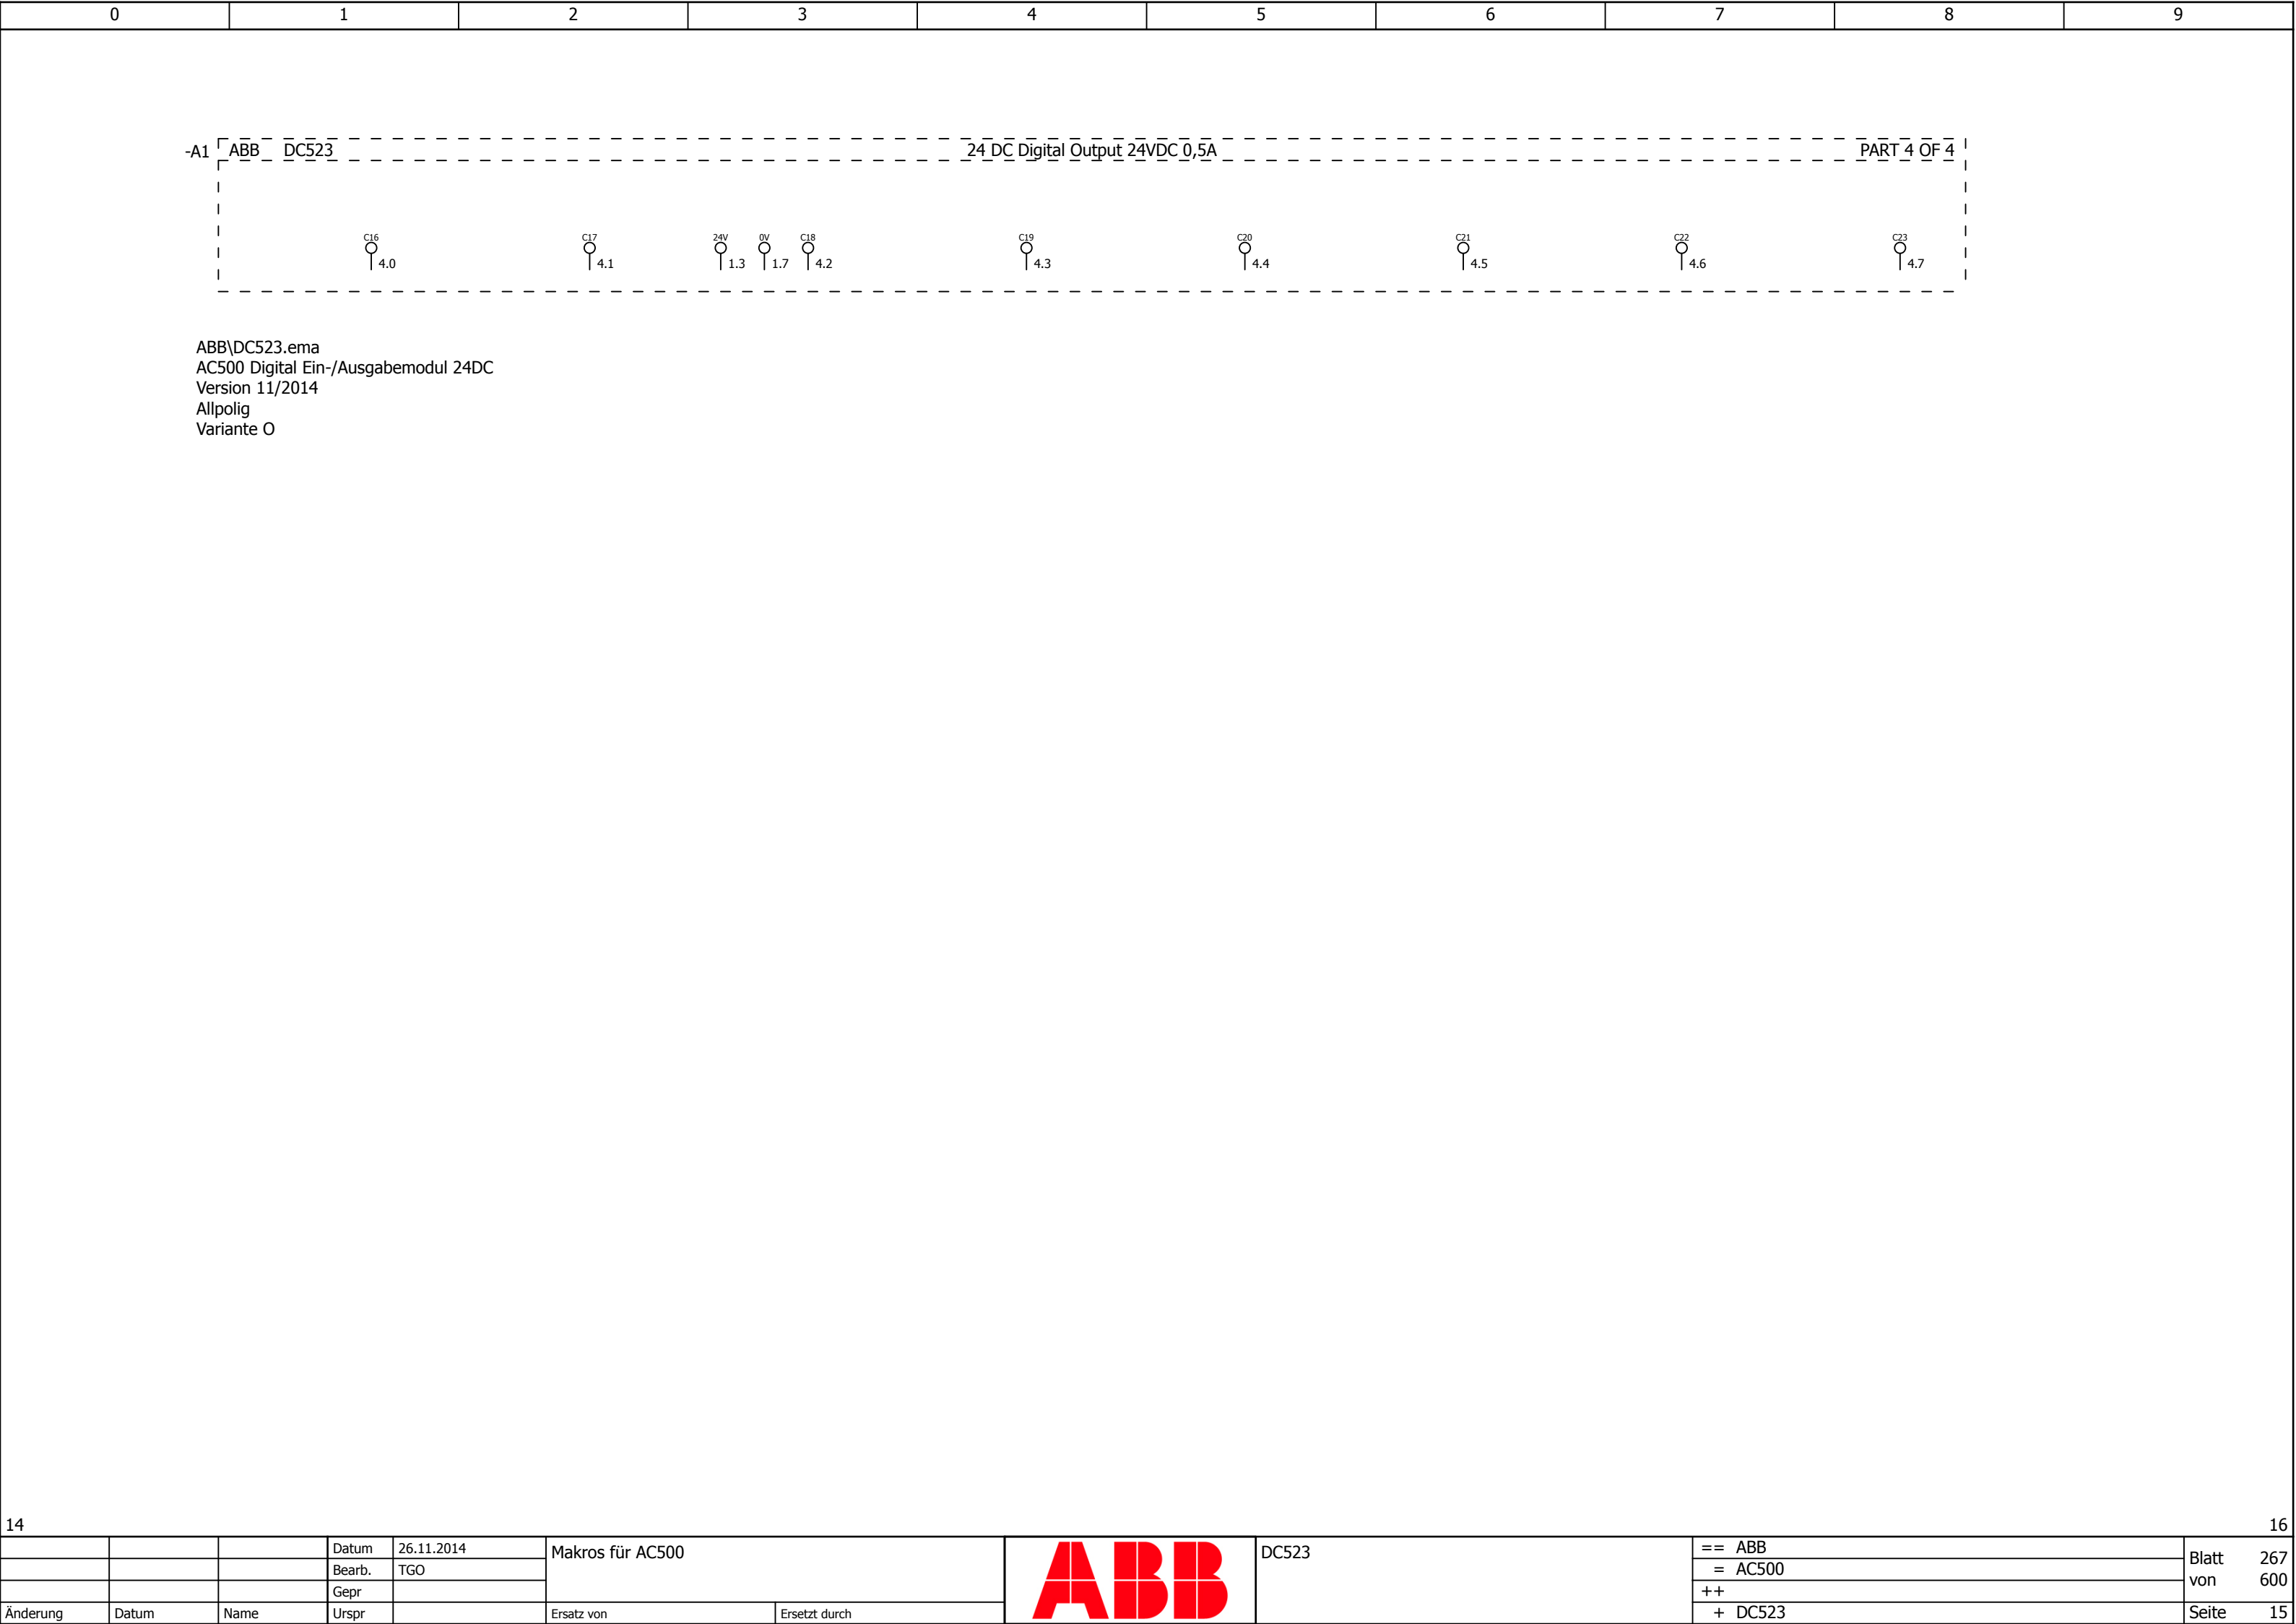 0 1 2 3 4 5 6 7 8 9
-A1 ABB DC523 24 DC Digital Output 24VDC 0,5A PART 4 OF 4
C16 C17 24V 0V C18 C19 C20 C21 C22 C23
4.0 4.1 1.3 1.7 4.2 4.3 4.4 4.5 4.6 4.7
ABB\DC523.ema
AC500 Digital Ein-/Ausgabemodul 24DC
Version 11/2014
Allpolig
Variante O
14 16
Datum 26.11.2014 Makros für AC500 ABB DC523 == ABB Blatt 267
Bearb. TGO = AC500 von 600
Gepr ++
Änderung Datum Name Urspr Ersatz von Ersetzt durch + DC523 Seite 15